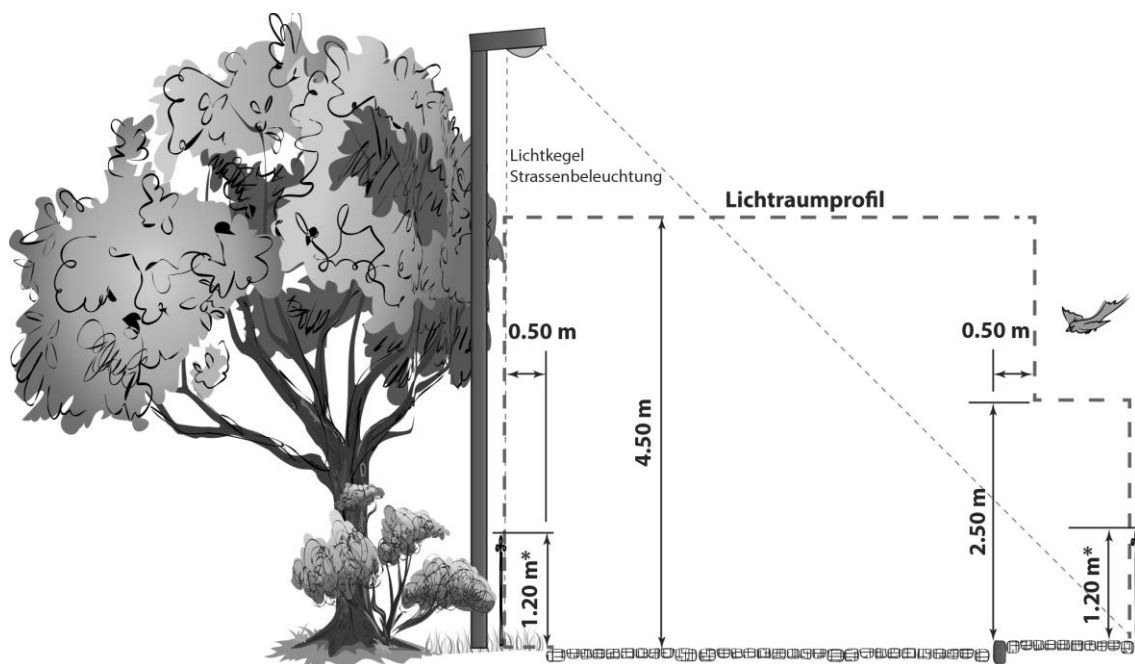 Lichtkegel
Strassenbeleuchtung
Lichtraumprofil
0.50 m
0.50 m
4.50 m
2.50 m
1.20 m*
1.20 m*